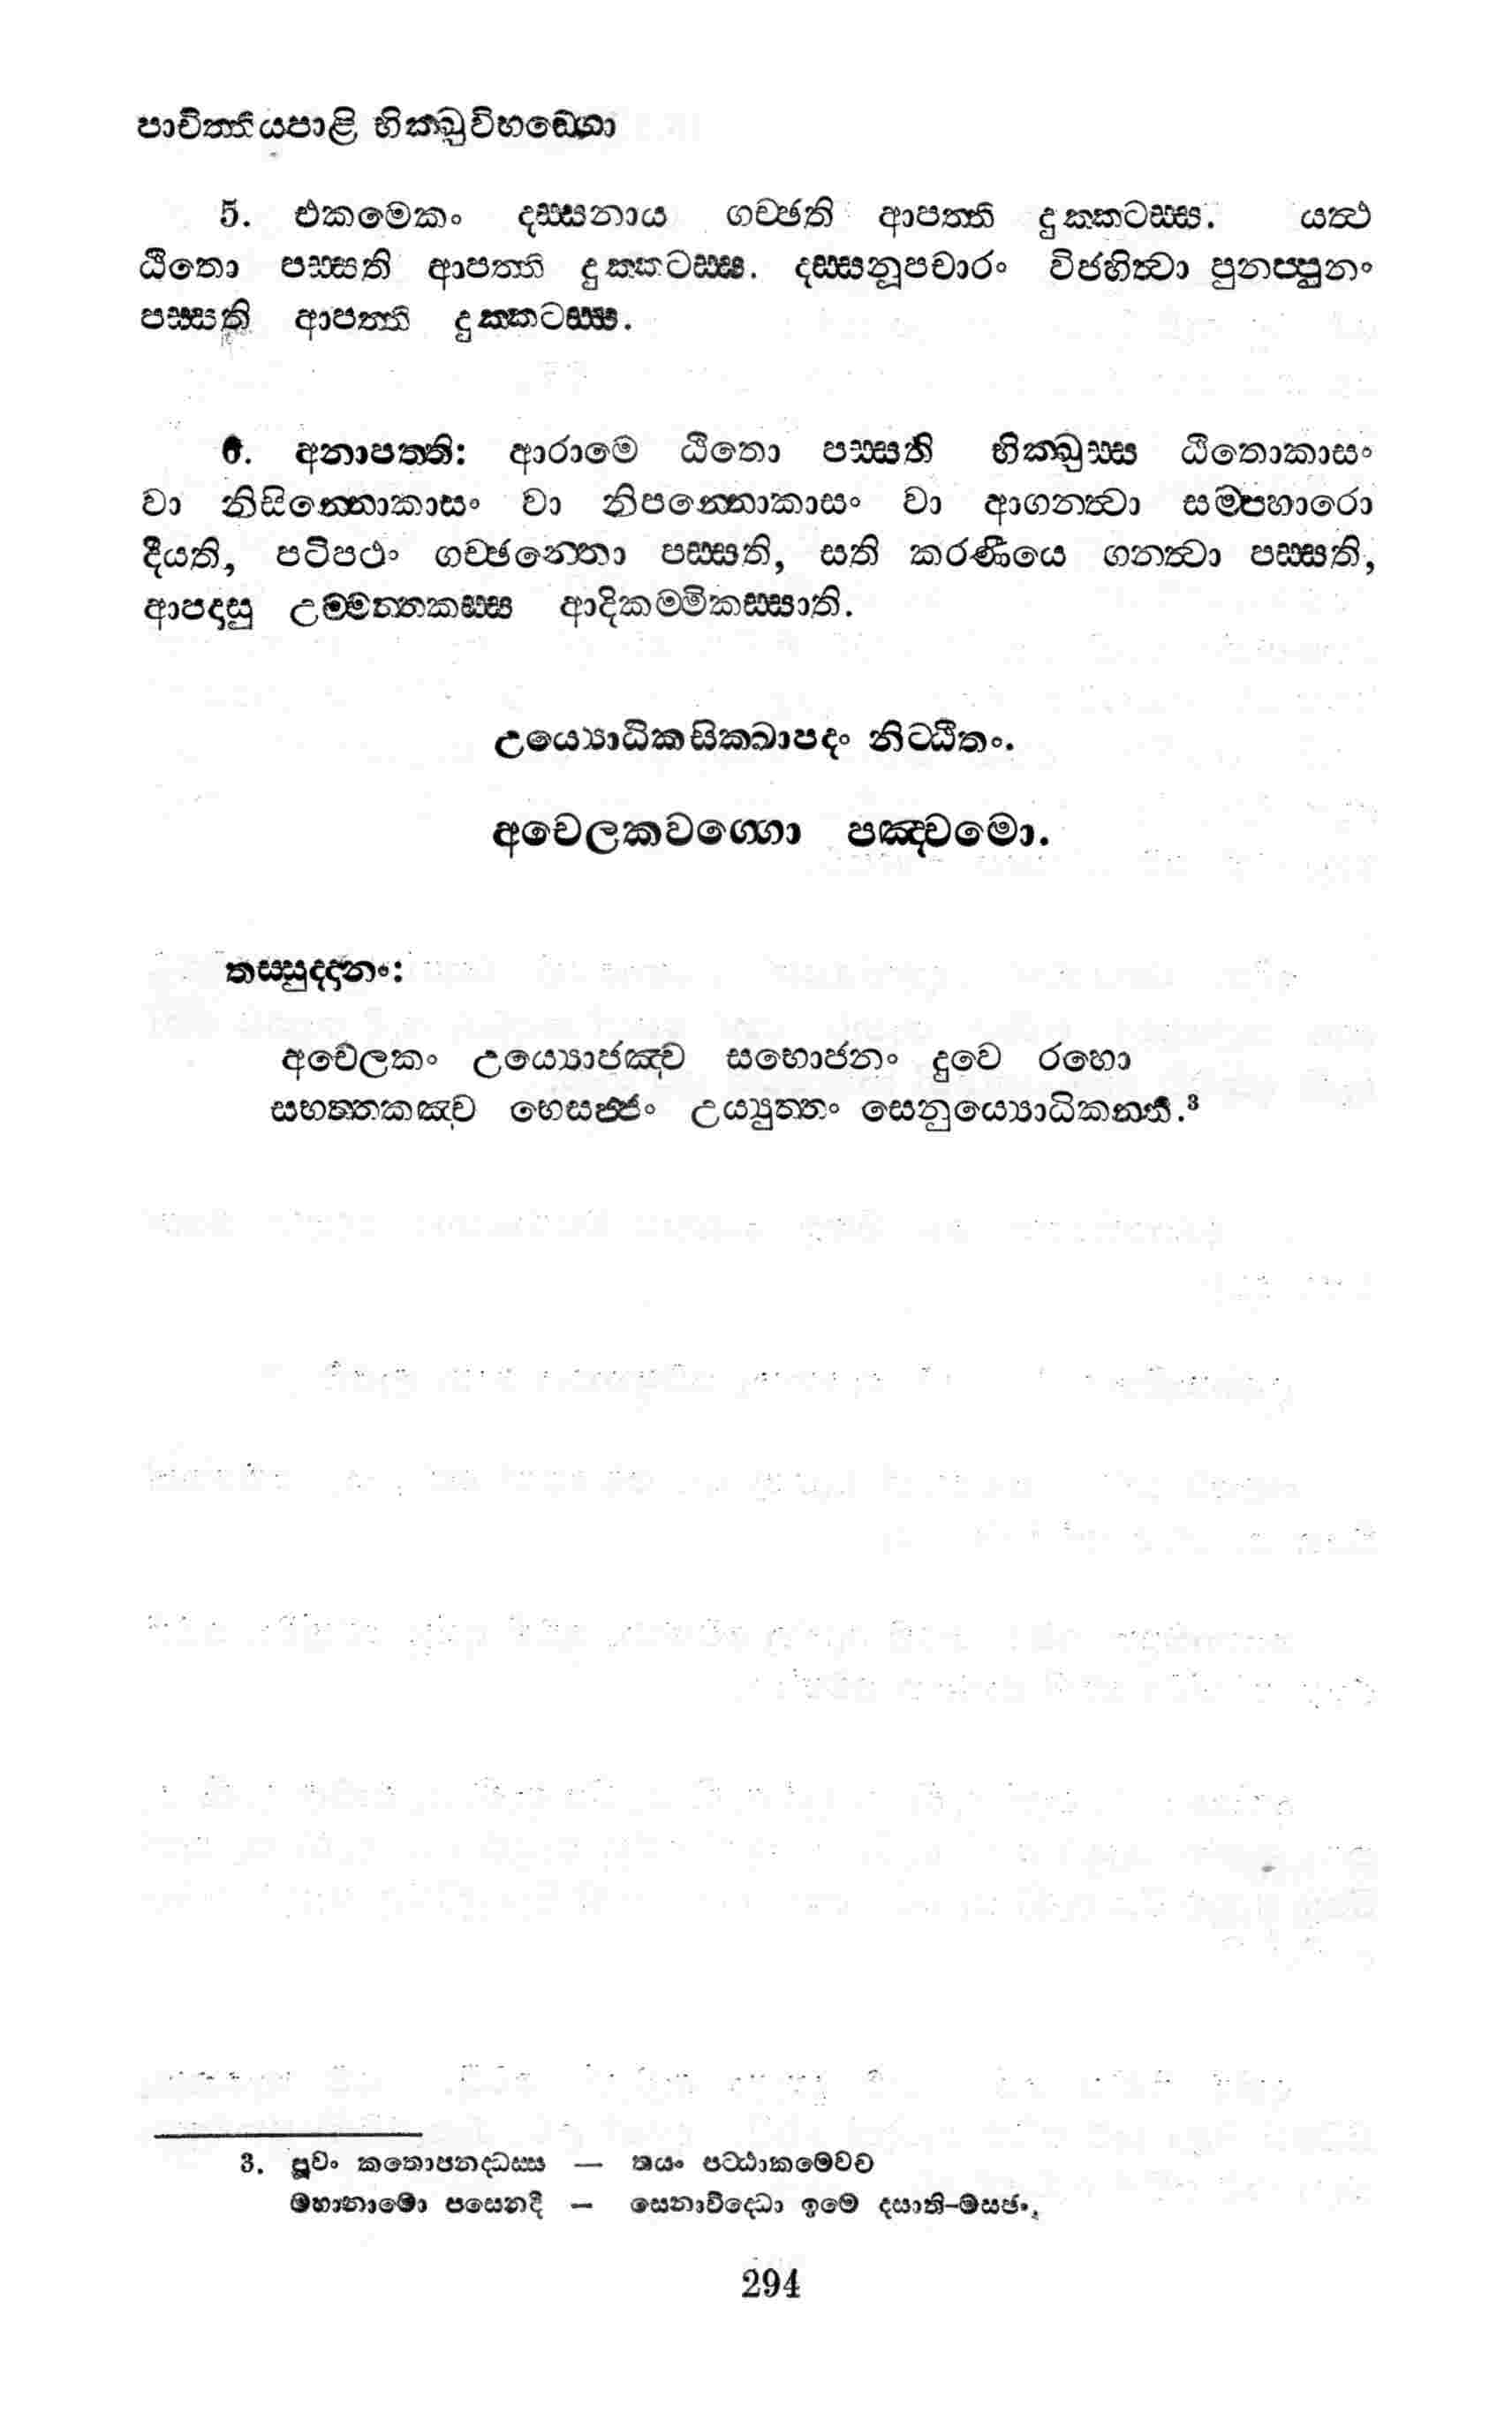 පාචිත්තියපාළි භික්ඛුවිභඞ්ගො
5. එකමෙකං දස්සනාය ගච්ඡති ආපත්ති දුක්කටස්ස. යත්ථ
ඨිතො පස්සති ආපත්ති දුක්කටස්ස. දස්සනූපචාරං විජහිත්වා පුනප්පුනං
පස්සති ආපත්ති දුක්කටස්ස.
6. අනාපත්ති: ආරාමෙ ඨිතො පස්සති භික්ඛුස්ස ඨිතොකාසං
වා නිසින්නොකාසං වා නිපන්නොකාසං වා ආගන්ත්වා සම්පහාරො
දීයති, පටිපථං ගච්ඡන්තො පස්සති, සති කරණීයෙ ගන්ත්වා පස්සති,
ආපදාසු උම්මත්තකස්ස ආදිකම්මිකස්සාති.
උය්‍යොධිකසික්ඛාපදං නිට්ඨිතං.
අචෙලකවග්ගො පඤ්චමො.
තස්සුද්දානං:
අචෙලකං උය්‍යොජඤ්ච සභොජනං දුවෙ රහො
සභත්තකඤ්ච භෙසජ්ජං උය්‍යුත්තං සෙනුය්‍යොධිකන්ති.³
3. පූවං කතොපනද්ධස්ස — තයං පට්ඨාකමෙවච
මහානාමො පසෙනදී – සෙනාවිද්ධො ඉමෙ දසාති-මසඡං,
294